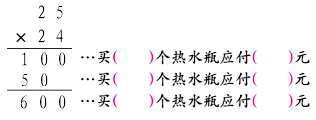 2 5
× 2 4
1 0 0 …买( )个热水瓶应付( )元
5 0 …买( )个热水瓶应付( )元
6 0 0 …买( )个热水瓶应付( )元